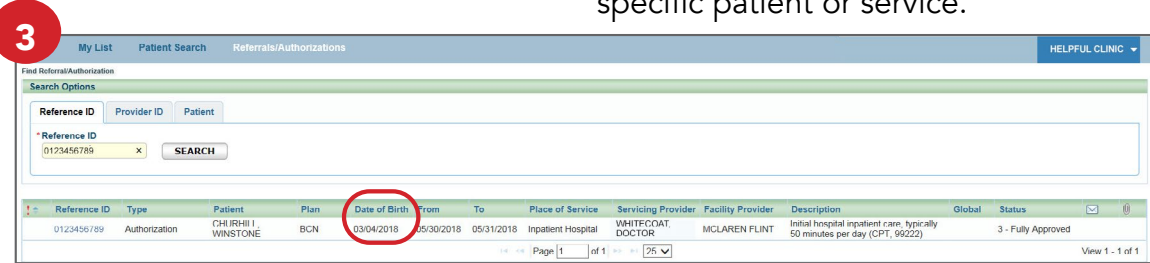 specific patient or service.
3
My List Patient Search Referrals/Authorizations HELPFUL CLINIC
Find Referral/Authorization
Search Options
Reference ID Provider ID Patient
*Reference ID
0123456789 x SEARCH
! Reference ID Type Patient Plan Date of Birth From To Place of Service Servicing Provider Facility Provider Description Global Status
0123456789 Authorization CHURHILL, WINSTONE BCN 03/04/2018 05/30/2018 05/31/2018 Inpatient Hospital WHITECOAT, DOCTOR MCLAREN FLINT Initial hospital inpatient care, typically 50 minutes per day (CPT, 99222) 3 - Fully Approved
Page 1 of 1 25 View 1 - 1 of 1